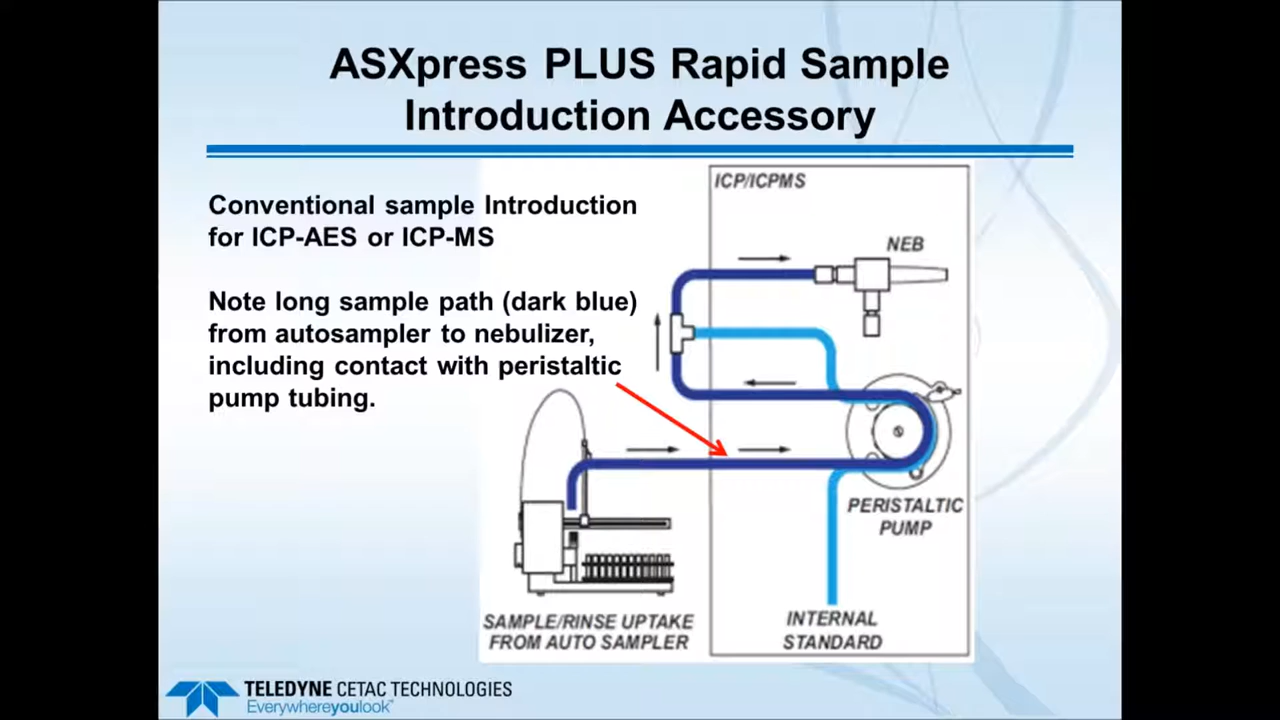 ASXpress PLUS Rapid Sample
Introduction Accessory
Conventional sample Introduction
for ICP-AES or ICP-MS
Note long sample path (dark blue)
from autosampler to nebulizer,
including contact with peristaltic
pump tubing.
ICP/ICPMS
NEB
PERISTALTIC
PUMP
SAMPLE/RINSE UPTAKE
FROM AUTO SAMPLER
INTERNAL
STANDARD
TELEDYNE CETAC TECHNOLOGIES
Everywhereyoulook™